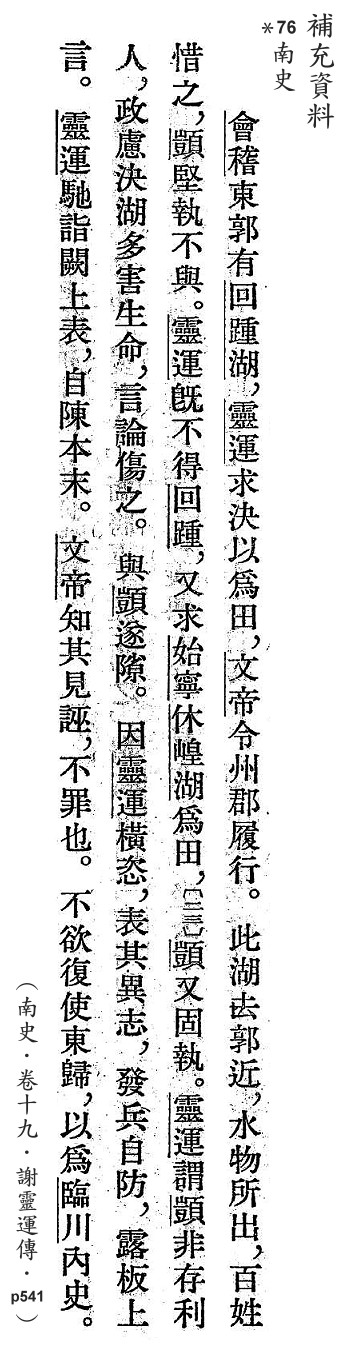 補充資料
*76
南史
會稽東郭有回踵湖，靈運求決以為田，文帝令州郡履行。此湖去郭近，水物所出，百姓
惜之，顗堅執不與。靈運旣不得回踵，又求始寧休崲湖為田，〔三〕顗又固執。靈運謂顗非存利
人，政慮決湖多害生命，言論傷之。與顗遂隙。因靈運橫恣，表其異志，發兵自防，露板上
言。靈運馳詣闕上表，自陳本末。文帝知其見誣，不罪也。不欲復使東歸，以為臨川內史。
（南史．卷十九．謝靈運傳．p541）